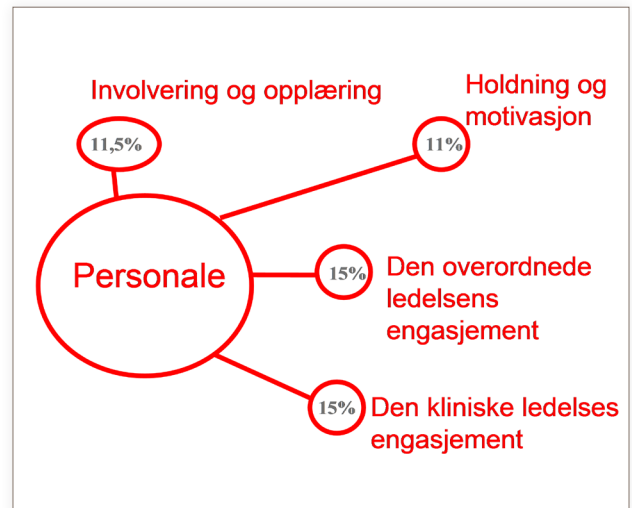 Involvering og opplæring
11,5%
Holdning og
motivasjon
11%
Personale
15%
Den overordnede
ledelsens
engasjement
15%
Den kliniske ledelses
engasjement